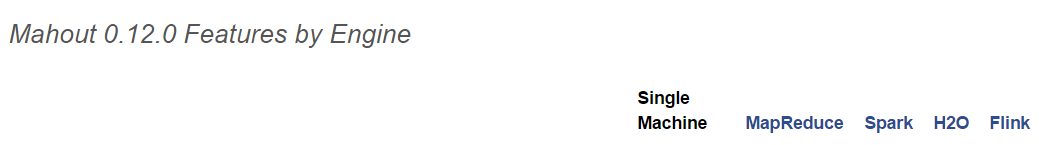 Mahout 0.12.0 Features by Engine
Single
Machine MapReduce Spark H2O Flink